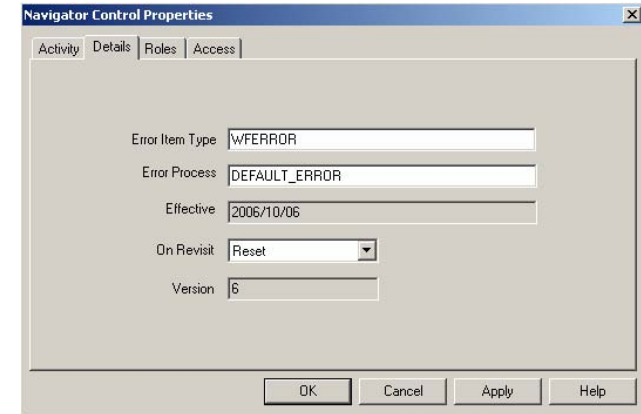 Navigator Control Properties
Activity Details Roles Access
Error Item Type WFERROR
Error Process DEFAULT_ERROR
Effective 2006/10/06
On Revisit Reset
Version 6
OK Cancel Apply Help